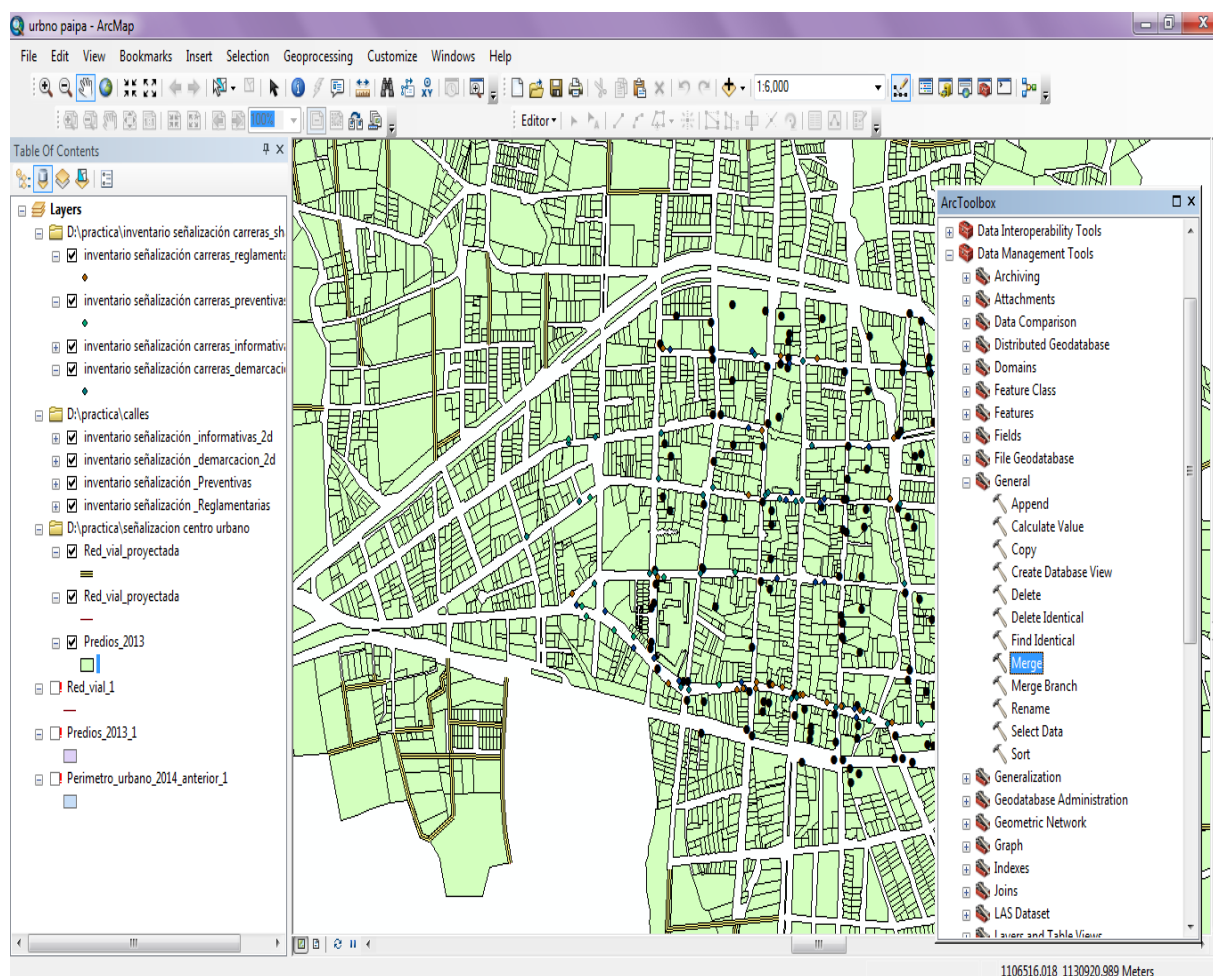 urbno paipa - ArcMap
File Edit View Bookmarks Insert Selection Geoprocessing Customize Windows Help
1:6,000
100%
Editor
Table Of Contents
Layers
D:\practica\inventario señalización carreras_sh
inventario señalización carreras_reglamenta
inventario señalización carreras_preventivas
inventario señalización carreras_informativa
inventario señalización carreras_demarcaci
D:\practica\calles
inventario señalización _informativas_2d
inventario señalización _demarcacion_2d
inventario señalización _Preventivas
inventario señalización _Reglamentarias
D:\practica\señalizacion centro urbano
Red_vial_proyectada
Red_vial_proyectada
Predios_2013
Red_vial_1
Predios_2013_1
Perimetro_urbano_2014_anterior_1
ArcToolbox
Data Interoperability Tools
Data Management Tools
Archiving
Attachments
Data Comparison
Distributed Geodatabase
Domains
Feature Class
Features
Fields
File Geodatabase
General
Append
Calculate Value
Copy
Create Database View
Delete
Delete Identical
Find Identical
Merge
Merge Branch
Rename
Select Data
Sort
Generalization
Geodatabase Administration
Geometric Network
Graph
Indexes
Joins
LAS Dataset
Layers and Table Views
1106516.018 1130920.989 Meters